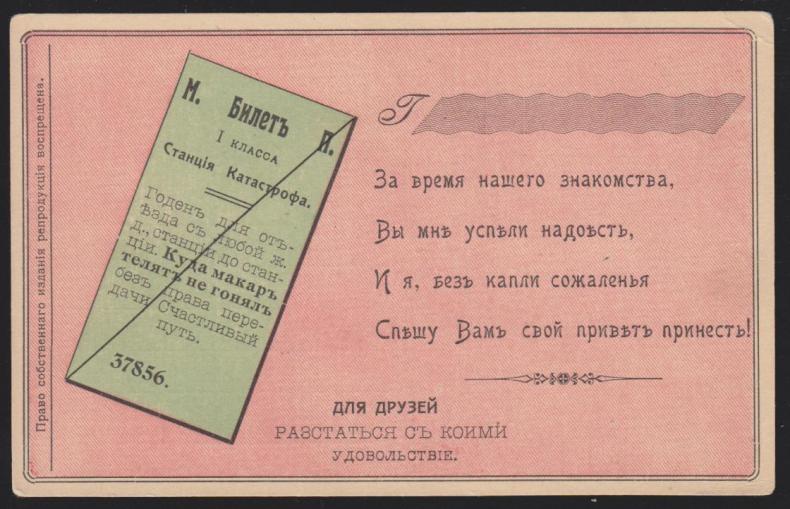 Право собственнаго изданія репродукція воспрещена.
М. Билетъ П.
I КЛАССА
Станція Катастрофа.
Годенъ для отъ-
ѣзда съ любой ж.
д., станціи до стан-
ціи. Куда макаръ
телятъ не гонялъ
безъ права пере-
дачи Счастливый
путь.
37856.
Г
За время нашего знакомства,
Вы мнѣ успѣли надоѣсть,
И я, безъ капли сожаленья
Спѣшу Вамъ свой привѣтъ принесть!
ДЛЯ ДРУЗЕЙ
РАЗСТАТЬСЯ СЪ КОИМИ
УДОВОЛЬСТВІЕ.